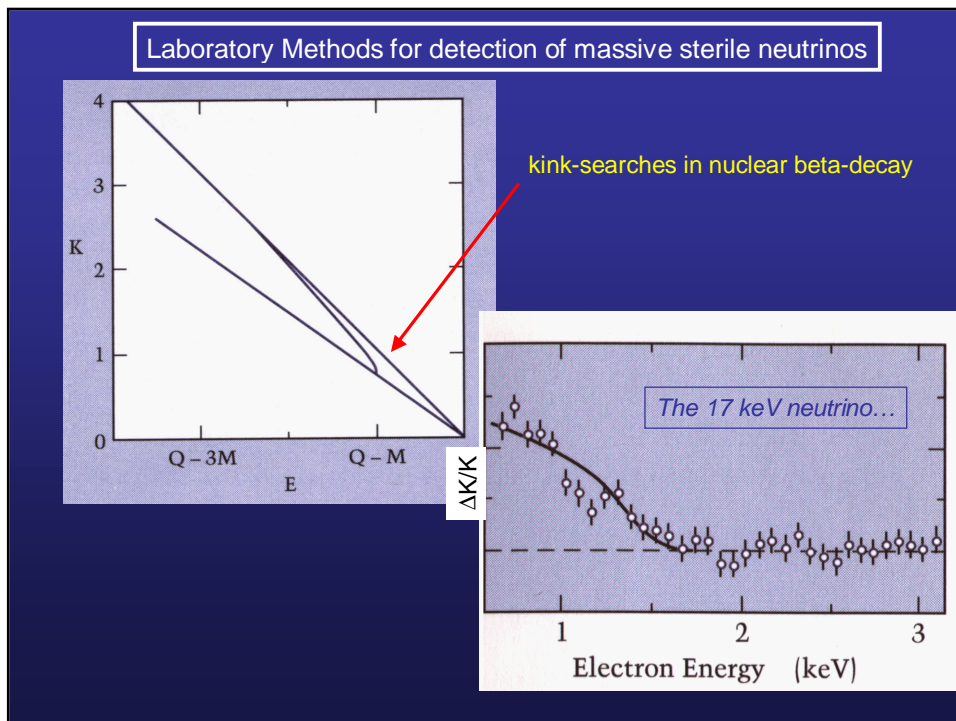 Laboratory Methods for detection of massive sterile neutrinos
4
3
K
2
1
0
Q – 3M
Q – M
E
kink-searches in nuclear beta-decay
The 17 keV neutrino…
ΔK/K
1
2
3
Electron Energy (keV)